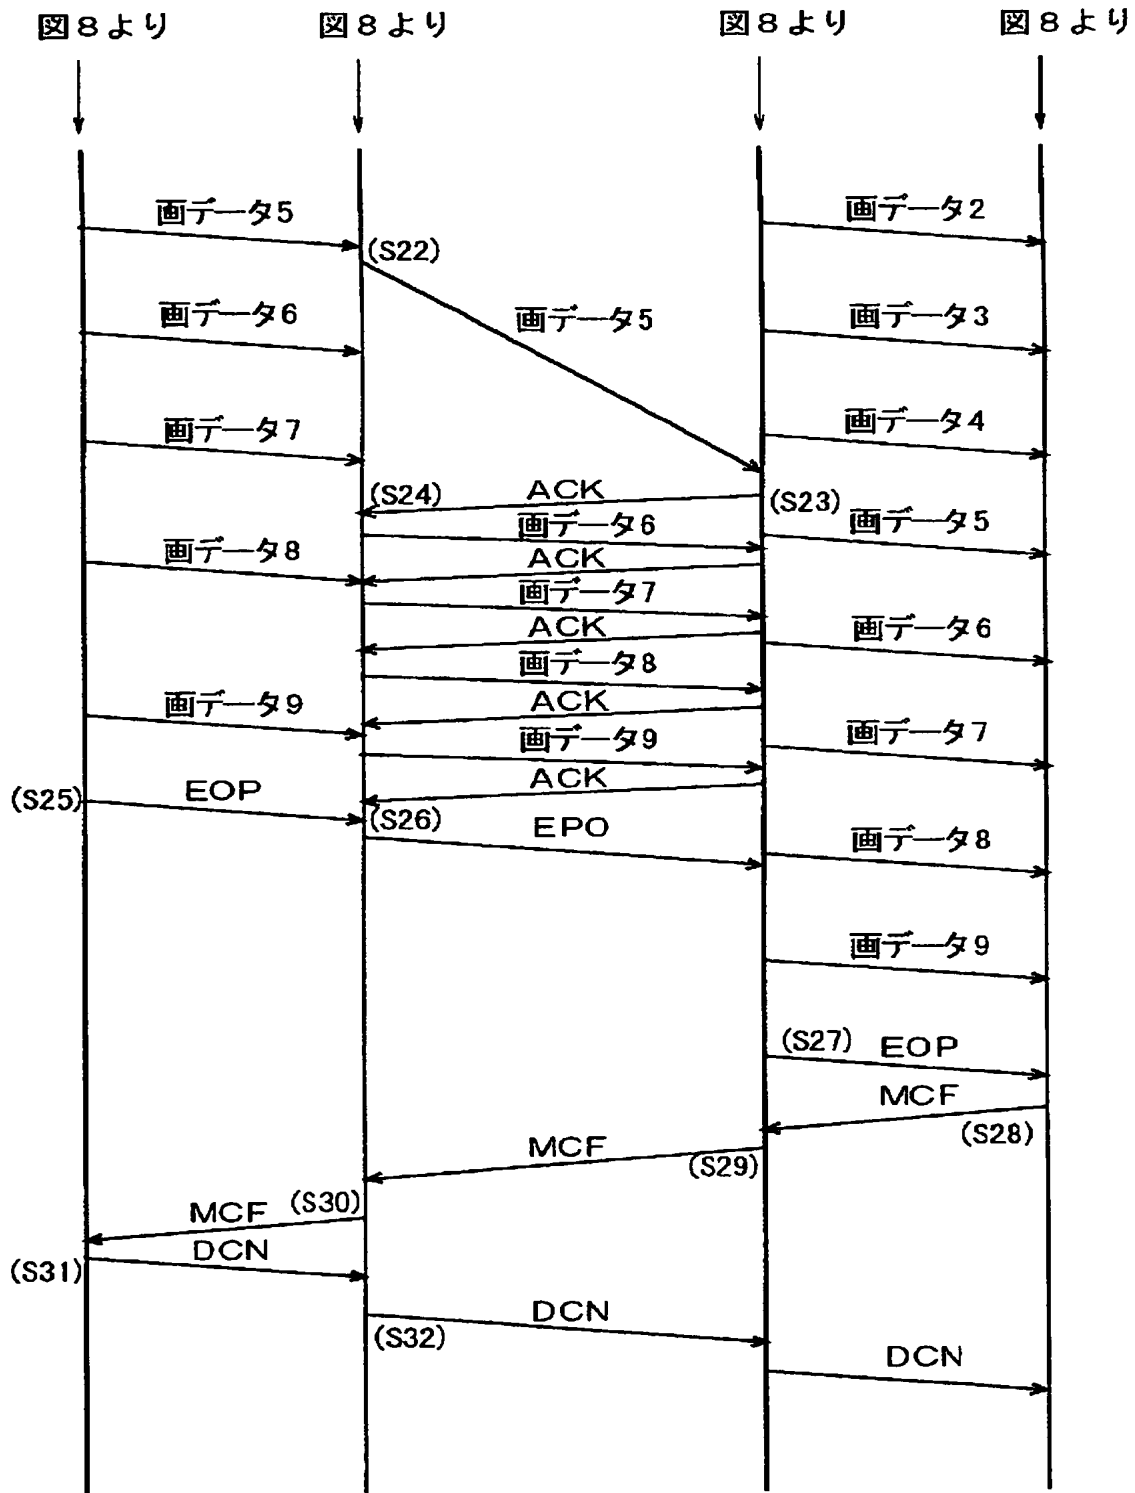 図8より 図8より 図8より 図8より
画データ5 画データ2
(S22)
画データ6 画データ5 画データ3
画データ7 画データ4
(S24) ACK (S23)
画データ6 画データ5
画データ8 ACK
画データ7
ACK 画データ6
画データ8
画データ9 ACK
画データ9 画データ7
ACK
(S25) EOP (S26)
EPO 画データ8
画データ9
(S27) EOP
MCF
(S28)
MCF (S29)
MCF (S30)
(S31) DCN
DCN
(S32)
DCN